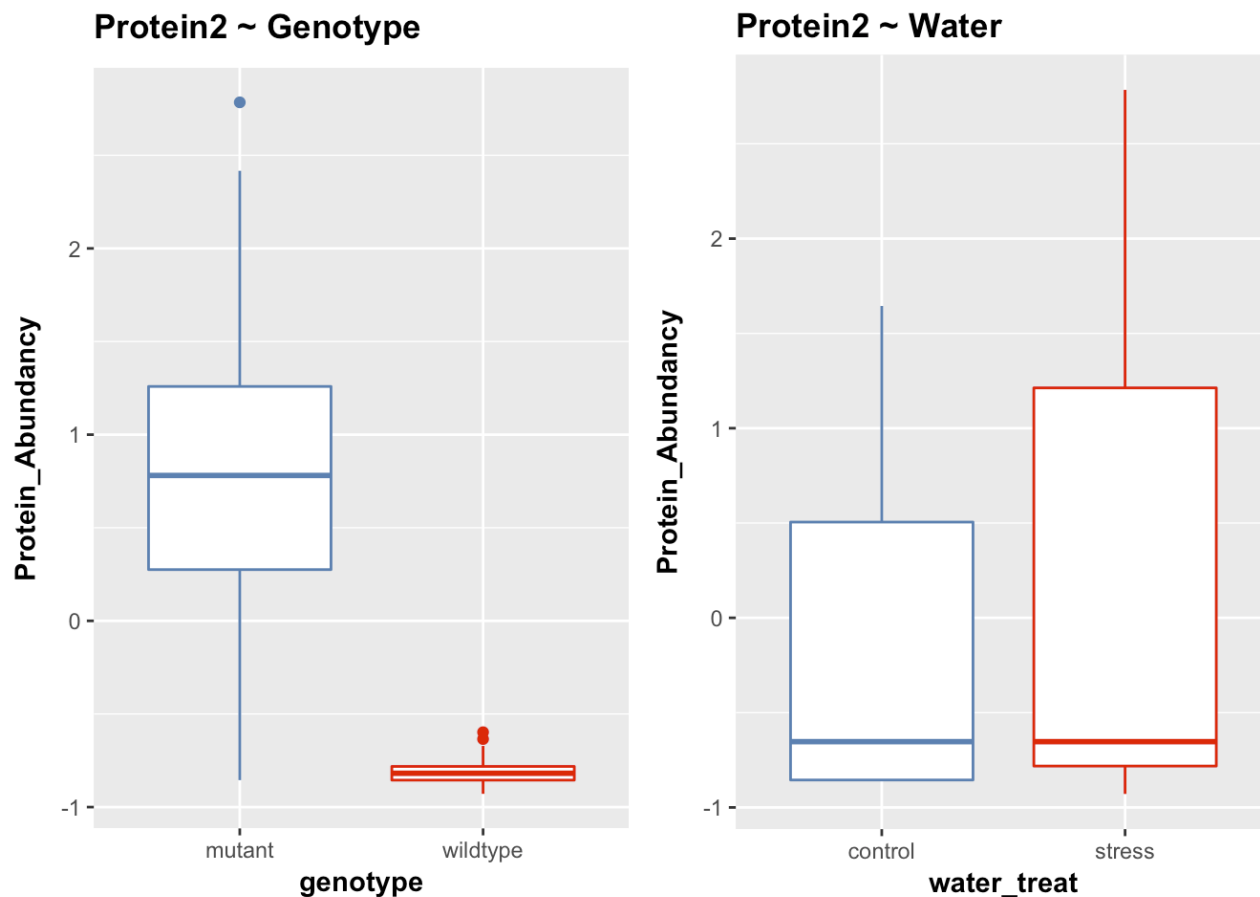 Protein2 ~ Genotype
Protein_Abundancy
2
1
0
-1
mutant wildtype
genotype
Protein2 ~ Water
Protein_Abundancy
2
1
0
-1
control stress
water_treat